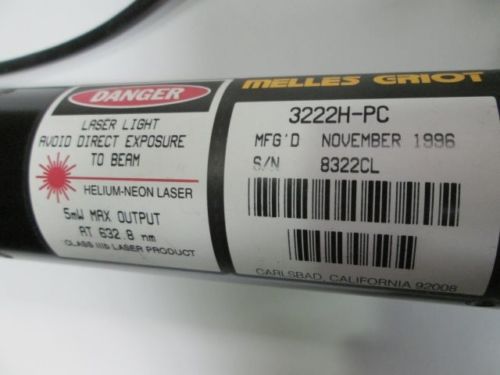 DANGER
LASER LIGHT
AVOID DIRECT EXPOSURE
TO BEAM
HELIUM-NEON LASER
5mW MAX OUTPUT
AT 632.8 nm
CLASS IIIb LASER PRODUCT
MELLES GRIOT
3222H-PC
MFG'D NOVEMBER 1996
S/N 8322CL
CARLSBAD, CALIFORNIA 92008